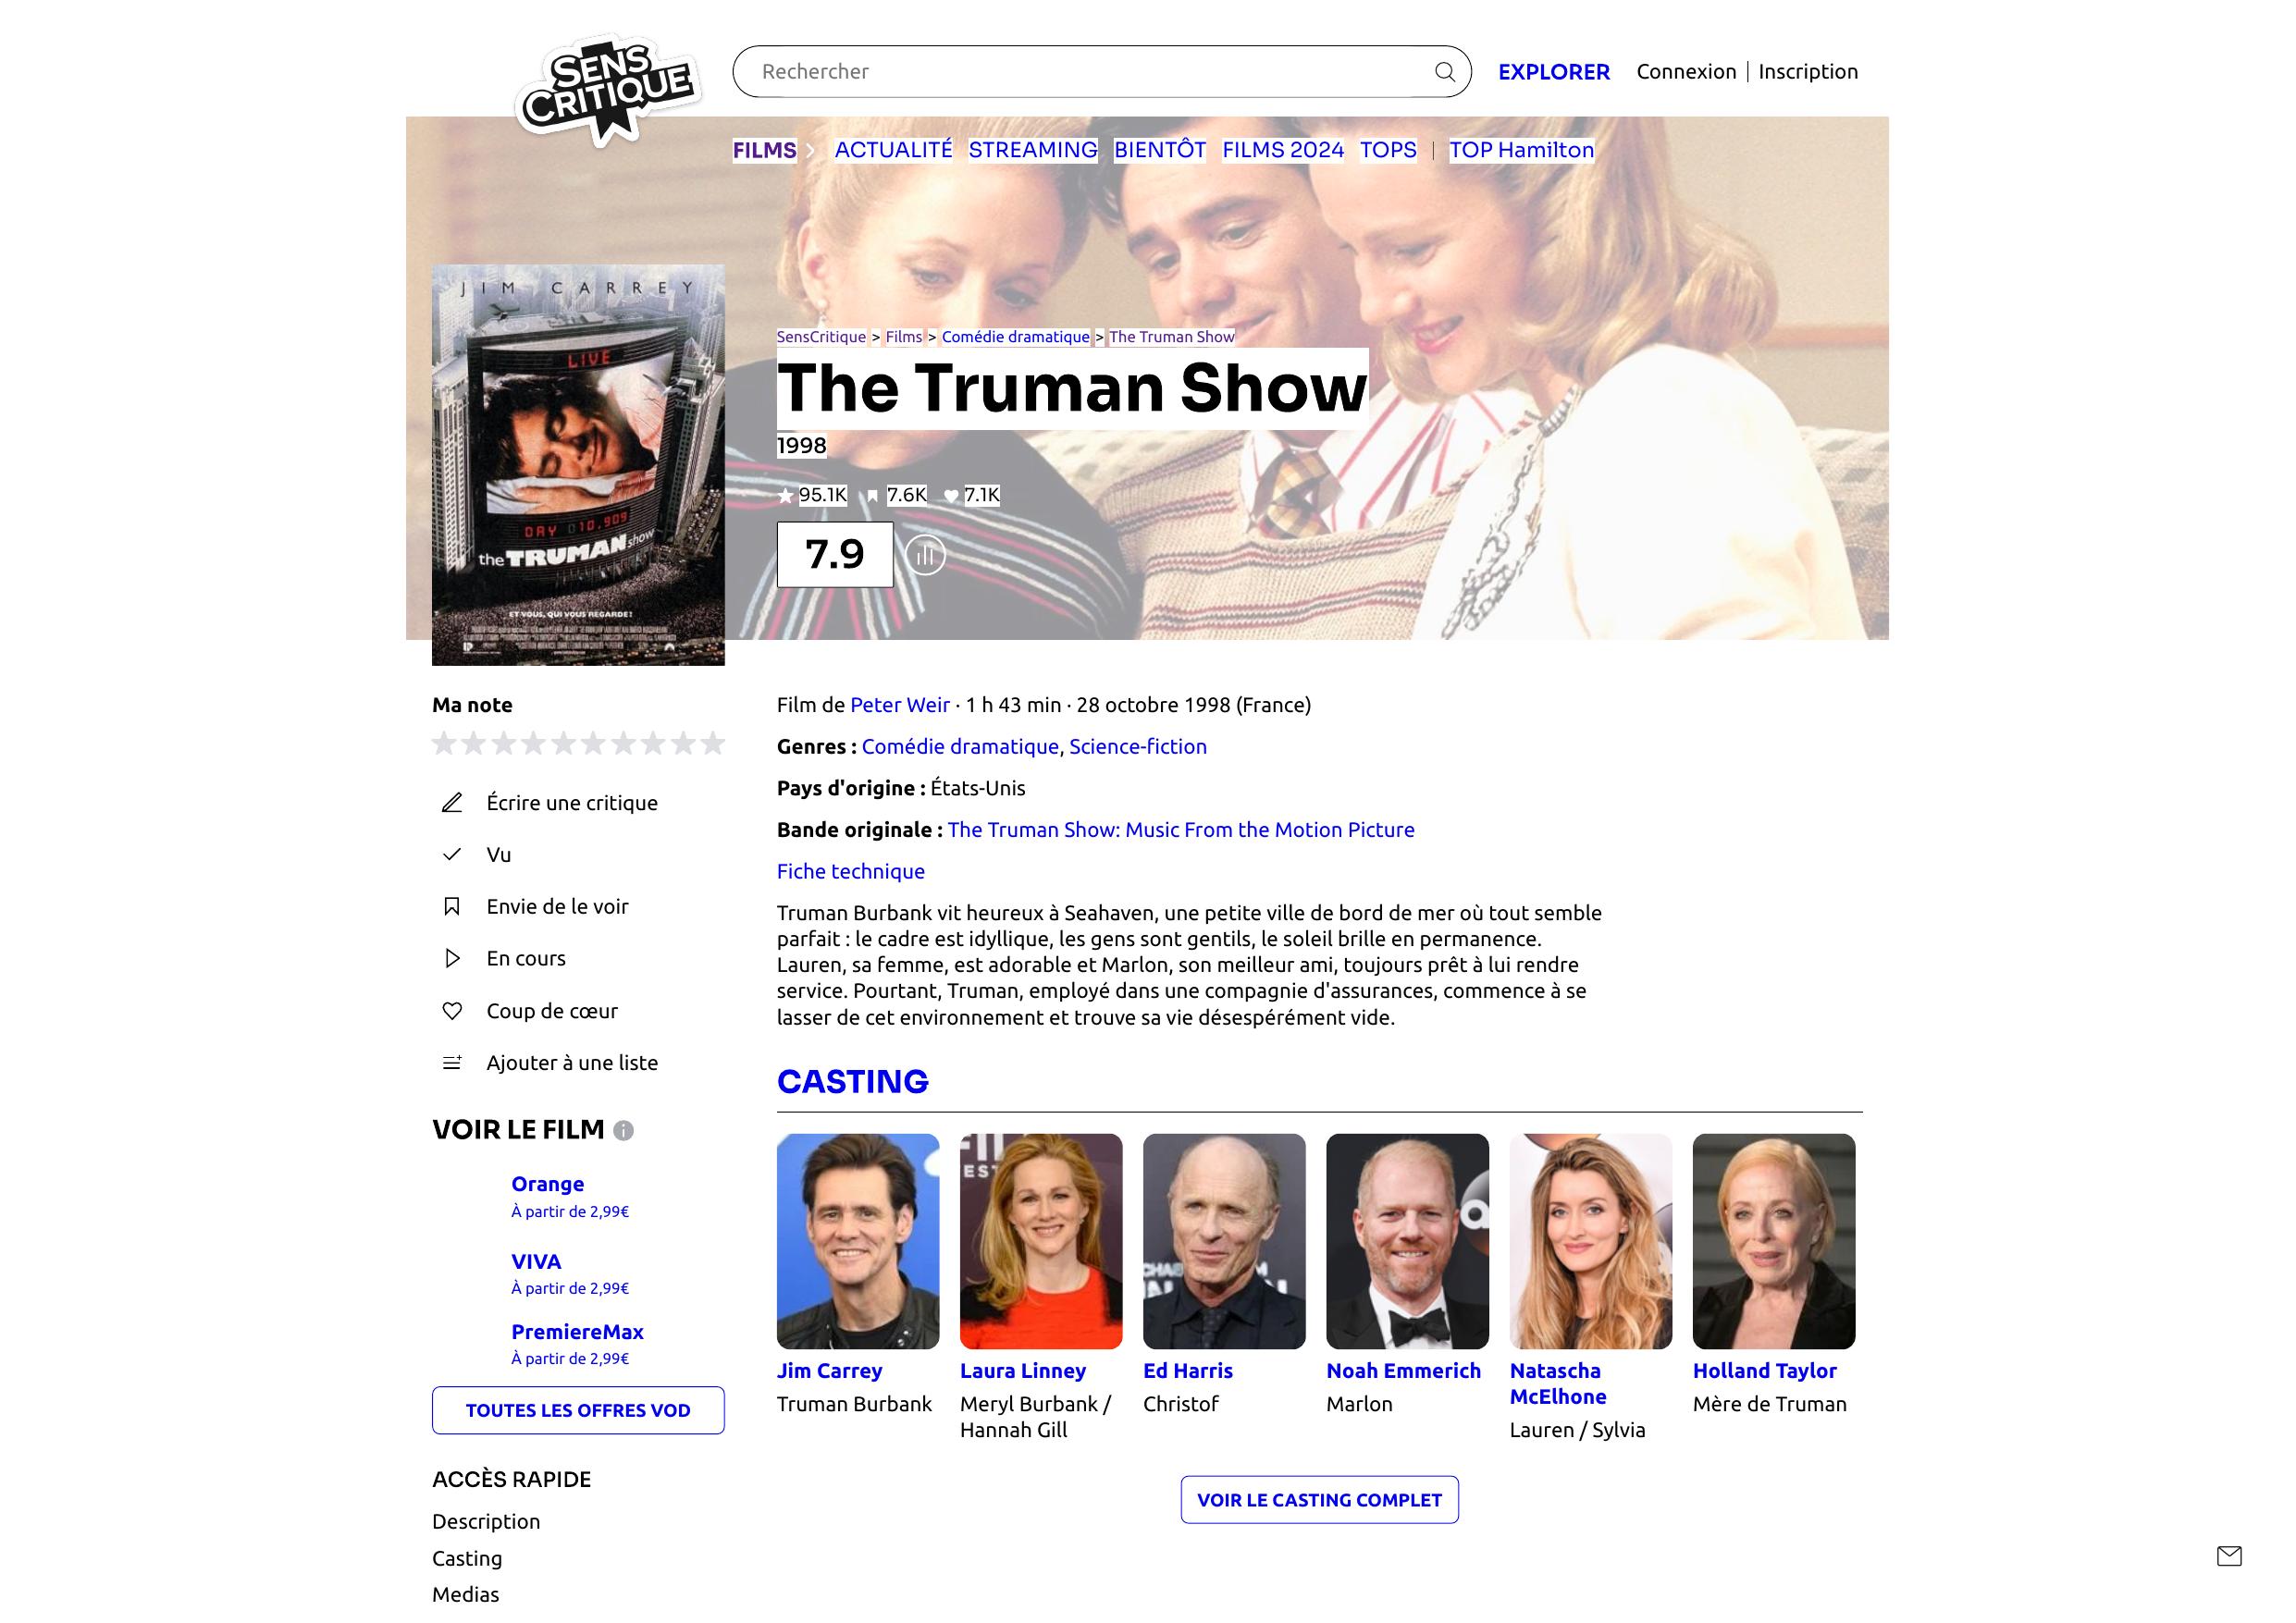 SENS
CRITIQUE
Rechercher
EXPLORER
Connexion
Inscription
FILMS
ACTUALITÉ
STREAMING
BIENTÔT
FILMS 2024
TOPS
TOP Hamilton
JIM CARREY
LIVE
DAY 010,909
the TRUMAN show
ET VOUS, QUI VOUS REGARDE?
SensCritique > Films > Comédie dramatique > The Truman Show
The Truman Show
1998
95.1K 7.6K 7.1K
7.9
Ma note
Écrire une critique
Vu
Envie de le voir
En cours
Coup de cœur
Ajouter à une liste
VOIR LE FILM
Orange
À partir de 2,99€
VIVA
À partir de 2,99€
PremiereMax
À partir de 2,99€
TOUTES LES OFFRES VOD
ACCÈS RAPIDE
Description
Casting
Medias
Film de Peter Weir · 1 h 43 min · 28 octobre 1998 (France)
Genres : Comédie dramatique, Science-fiction
Pays d'origine : États-Unis
Bande originale : The Truman Show: Music From the Motion Picture
Fiche technique
Truman Burbank vit heureux à Seahaven, une petite ville de bord de mer où tout semble
parfait : le cadre est idyllique, les gens sont gentils, le soleil brille en permanence.
Lauren, sa femme, est adorable et Marlon, son meilleur ami, toujours prêt à lui rendre
service. Pourtant, Truman, employé dans une compagnie d'assurances, commence à se
lasser de cet environnement et trouve sa vie désespérément vide.
CASTING
Jim Carrey
Truman Burbank
Laura Linney
Meryl Burbank /
Hannah Gill
Ed Harris
Christof
Noah Emmerich
Marlon
Natascha
McElhone
Lauren / Sylvia
Holland Taylor
Mère de Truman
VOIR LE CASTING COMPLET